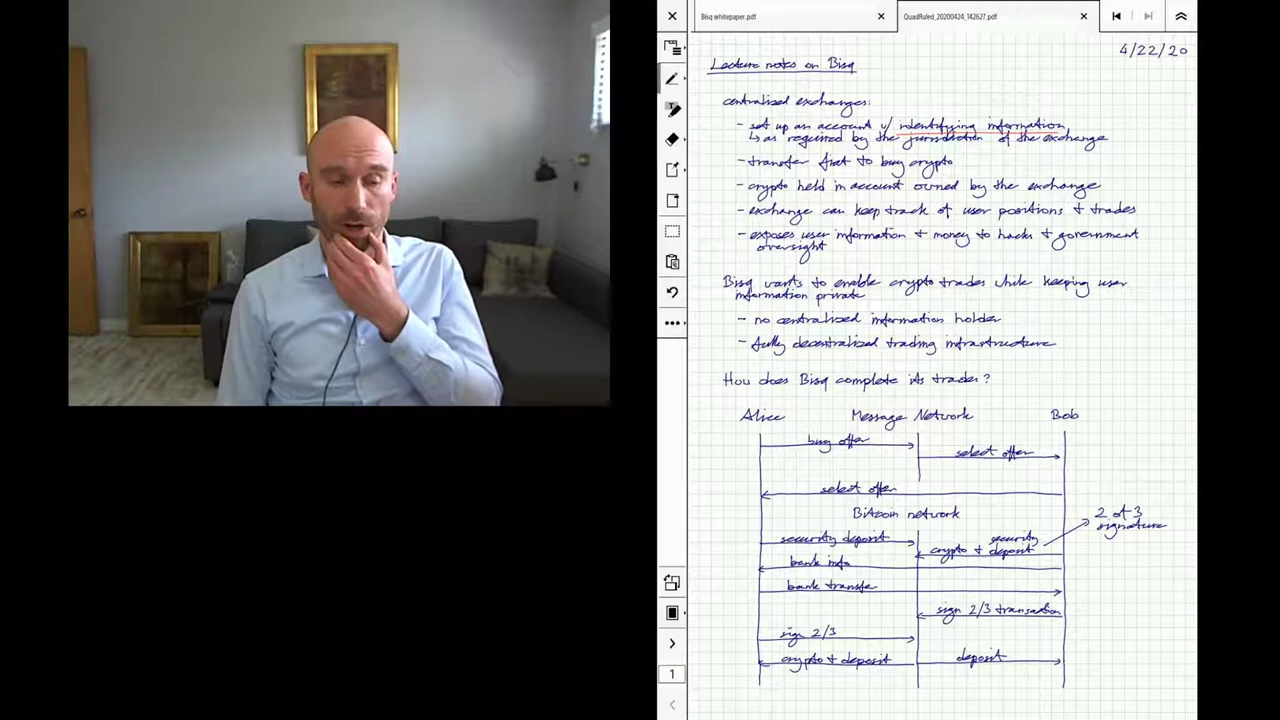 Bisq whitepaper.pdf
QuadRuled_20200424_142627.pdf
4/22/20
Lecture notes on Bisq
centralized exchanges:
- set up an account w/ identifying information
↳ as required by the jurisdiction of the exchange
- transfer fiat to buy crypto
- crypto held in account owned by the exchange
- exchange can keep track of user positions + trades
- exposes user information + money to hacks + government
oversight
Bisq wants to enable crypto trades while keeping user
information private
- no centralized information holder
- fully decentralized trading infrastructure
How does Bisq complete its trades?
Alice Message Network Bob
buy offer
select offer
select offer
Bitcoin network
2 of 3
signature
security deposit
security
crypto + deposit
bank info
bank transfer
sign 2/3 transaction
sign 2/3
crypto + deposit
deposit
1